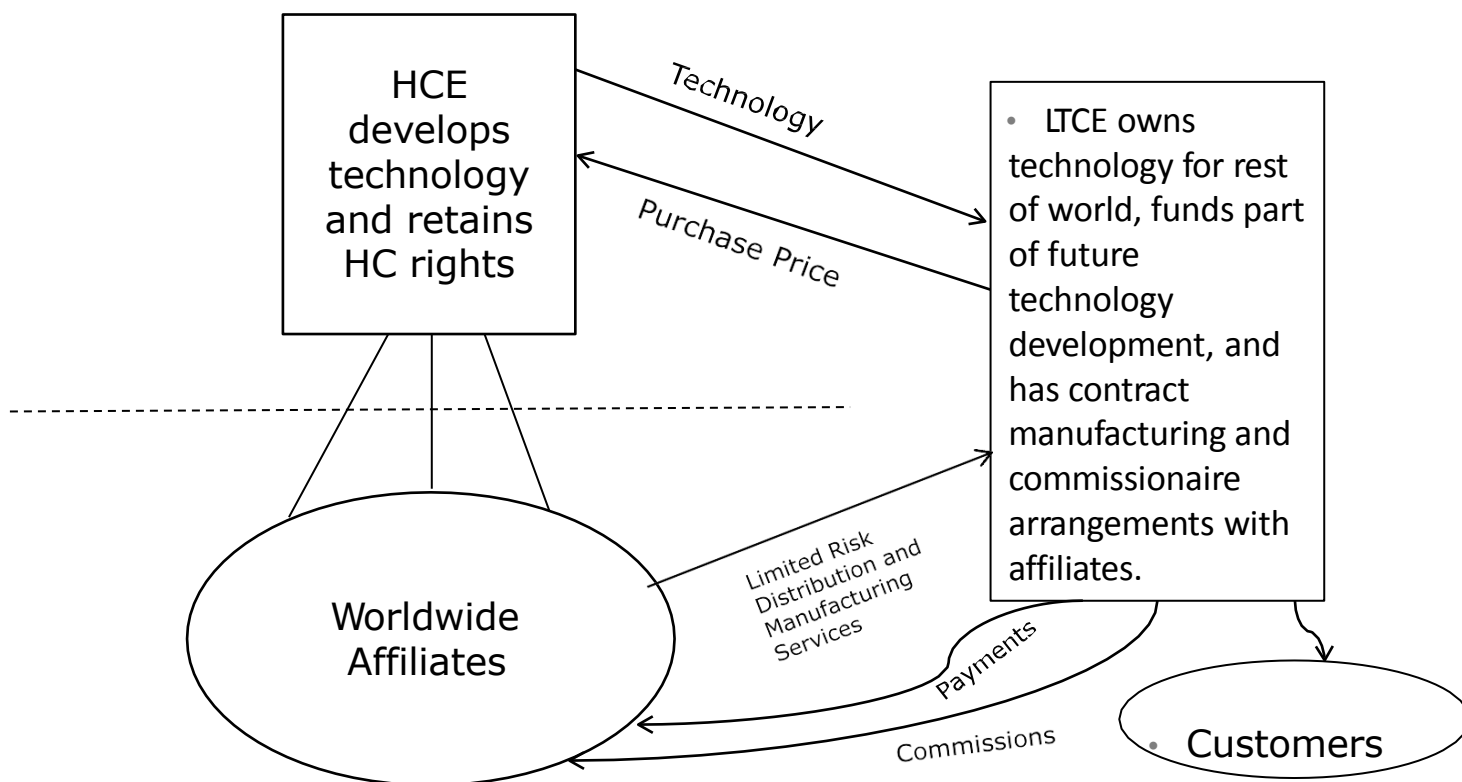 HCE
develops
technology
and retains
HC rights
Technology
Purchase Price
• LTCE owns
technology for rest
of world, funds part
of future
technology
development, and
has contract
manufacturing and
commissionaire
arrangements with
affiliates.
Limited Risk
Distribution and
Manufacturing
Services
Worldwide
Affiliates
Payments
Commissions
• Customers